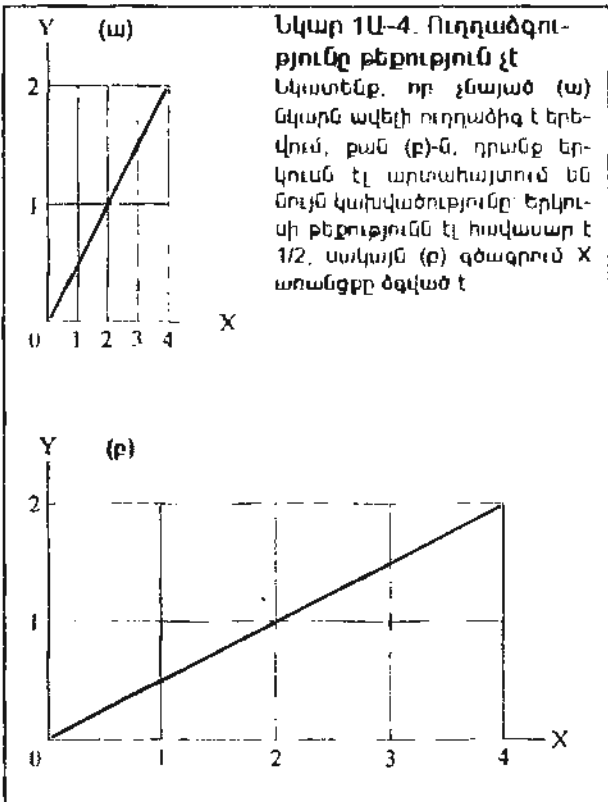 Y (ա)
2
1
0 1 2 3 4 X
Նկար 1Ա-4. Ուղղաձգու-
թյունը թեքություն չէ
Նկատենք, որ չնայած (ա)
նկարն ավելի ուղղաձիգ է երե-
վում, քան (բ)-ն, դրանք եր-
կուսն էլ արտահայտում են
նույն կախվածությունը: Երկու-
սի թեքությունն էլ հավասար է
1/2, սակայն (բ) գծագրում X
առանցքը ձգված է
Y (բ)
2
1
0 1 2 3 4 X